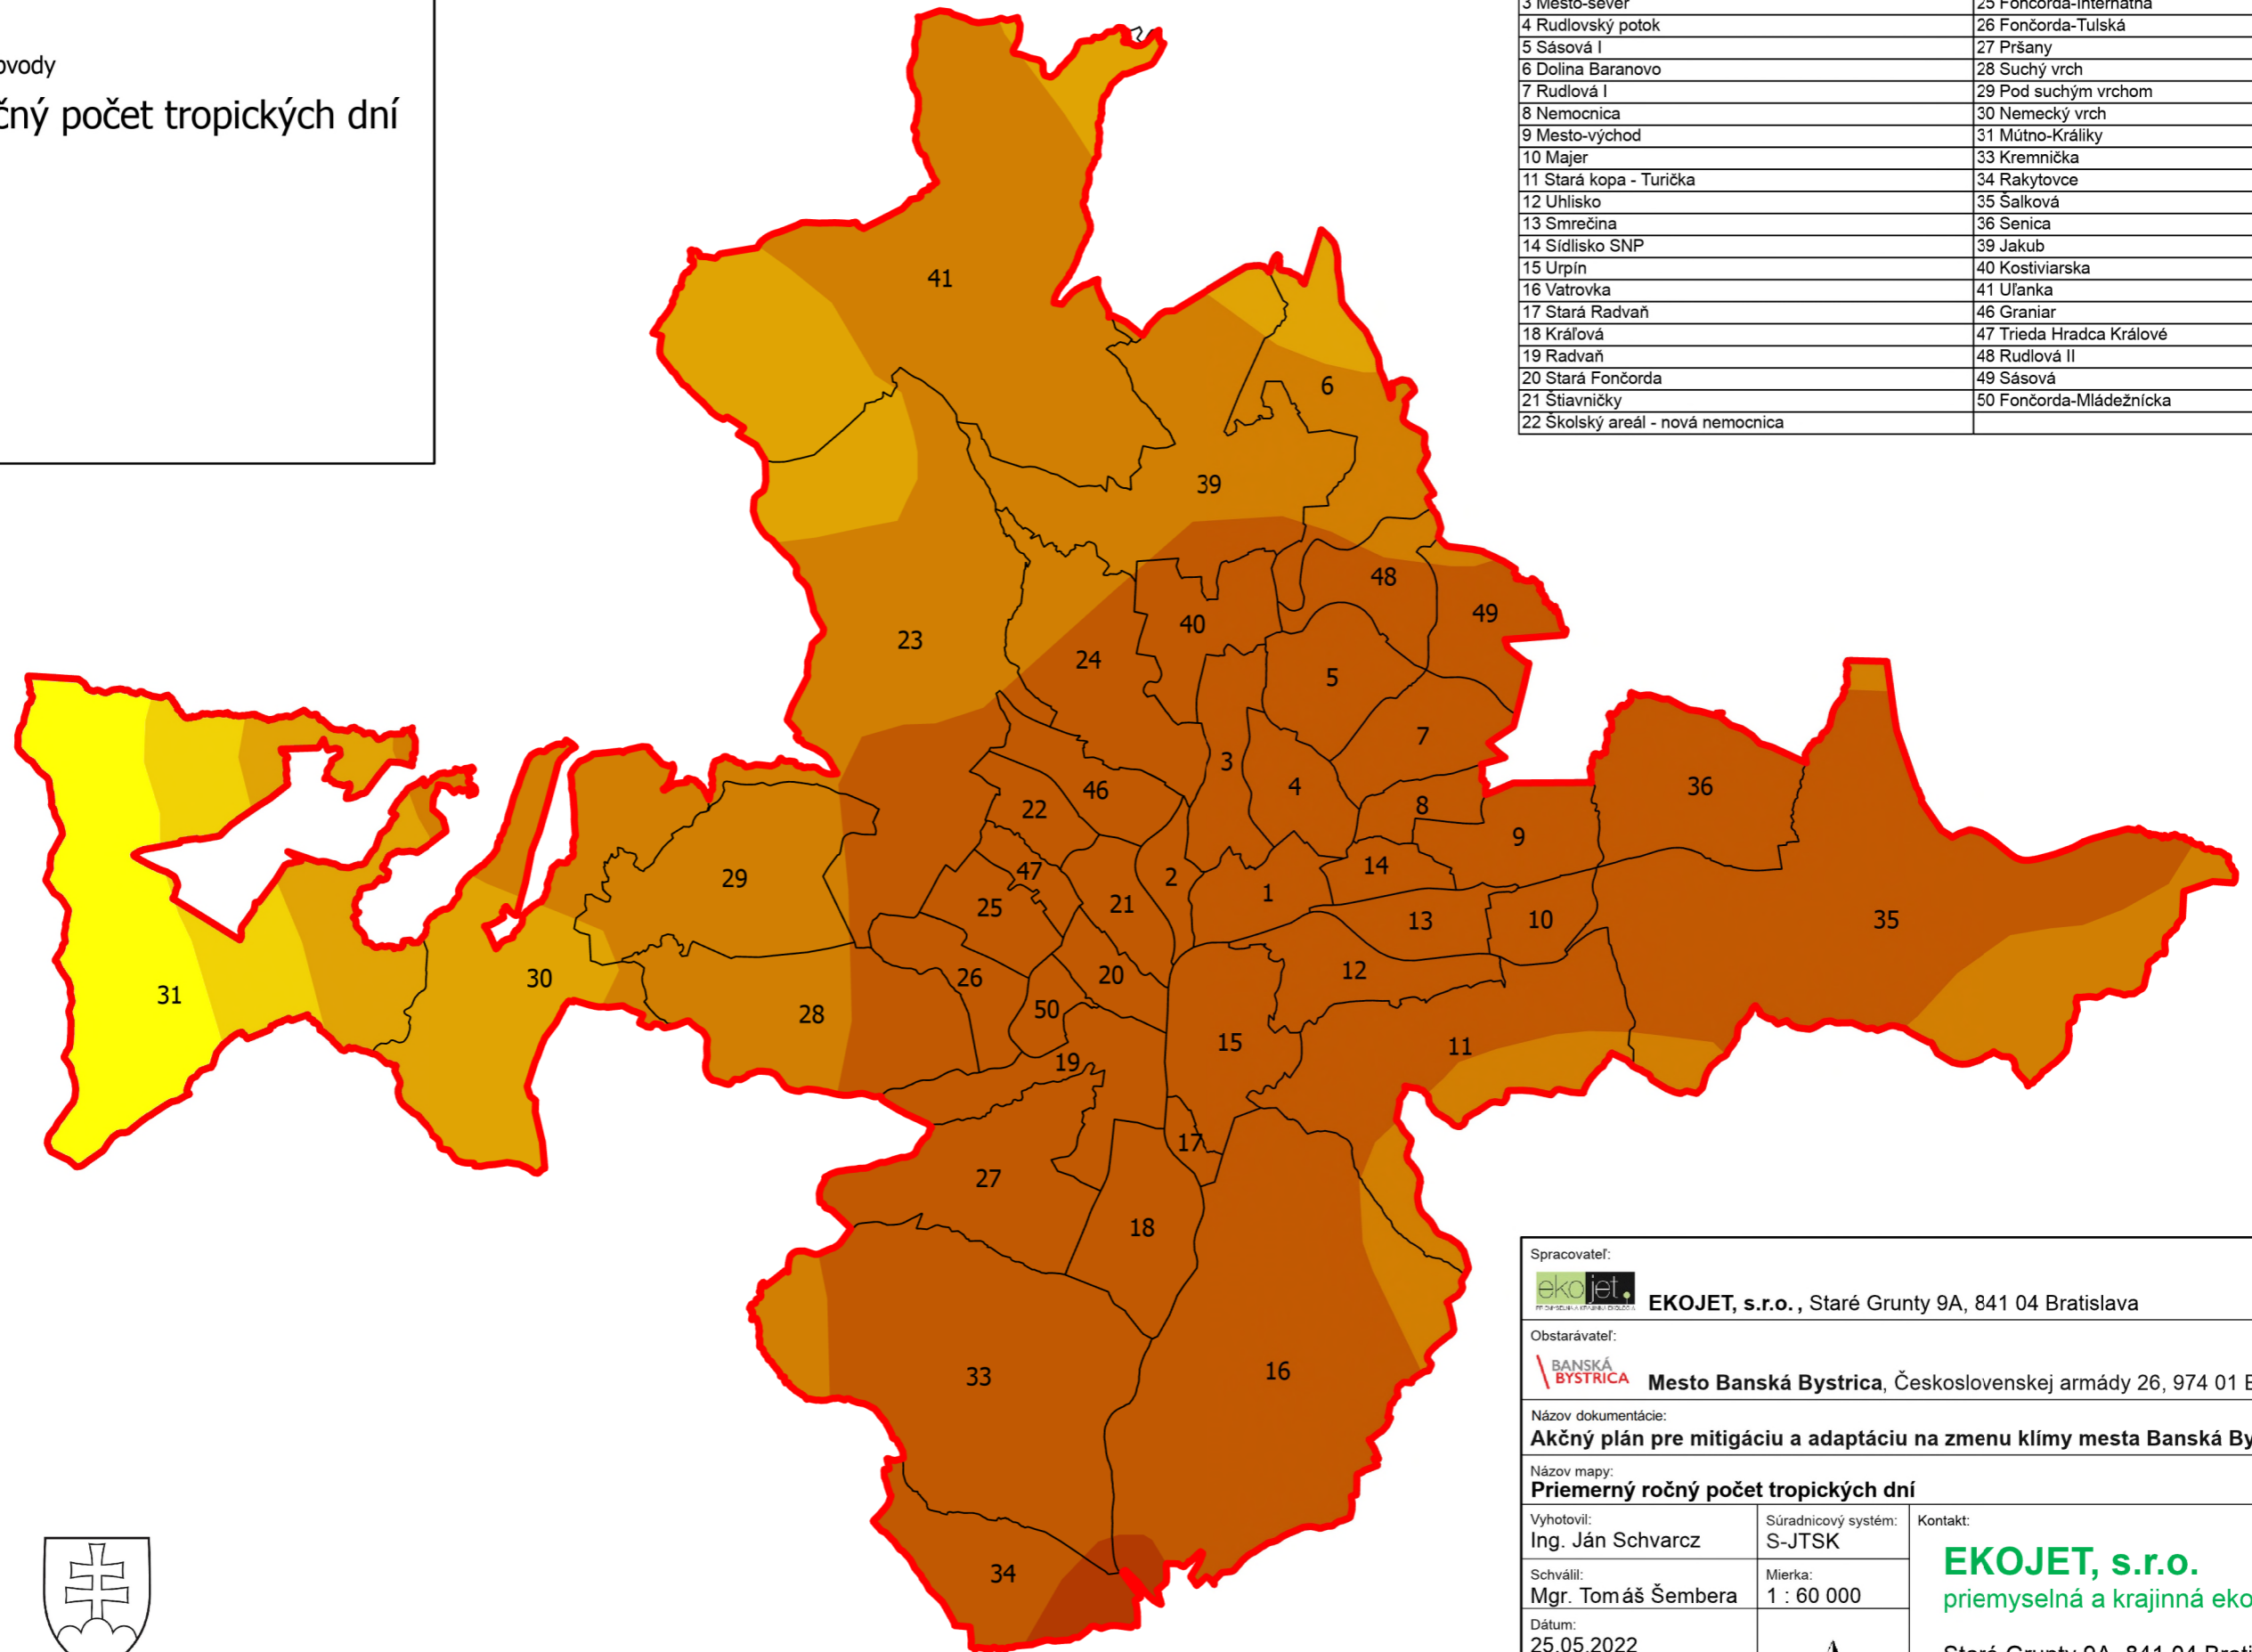 očný počet tropických dní
3 Mesto-sever
25 Fončorda-Internátna
4 Rudlovský potok
26 Fončorda-Tulská
5 Sásová I
27 Pršany
6 Dolina Baranovo
28 Suchý vrch
7 Rudlová I
29 Pod suchým vrchom
8 Nemocnica
30 Nemecký vrch
9 Mesto-východ
31 Mútno-Králiky
10 Majer
33 Kremnička
11 Stará kopa - Turička
34 Rakytovce
12 Uhlisko
35 Šalková
13 Smrečina
36 Senica
14 Sídlisko SNP
39 Jakub
15 Urpín
40 Kostiviarska
16 Vatrovka
41 Uľanka
17 Stará Radvaň
46 Graniar
18 Kráľová
47 Trieda Hradca Králové
19 Radvaň
48 Rudlová II
20 Stará Fončorda
49 Sásová
21 Štiavničky
50 Fončorda-Mládežnícka
22 Školský areál - nová nemocnica
41
6
39
48
49
40
23
24
5
7
3
4
36
46
22
8
9
14
47
29
2
1
21
25
13
10
35
12
20
26
30
31
50
28
15
11
19
17
27
18
16
33
34
Spracovateľ:
ekojet.
EKOJET, s.r.o., Staré Grunty 9A, 841 04 Bratislava
Obstarávateľ:
BANSKÁ
BYSTRICA
Mesto Banská Bystrica, Československej armády 26, 974 01
Názov dokumentácie:
Akčný plán pre mitigáciu a adaptáciu na zmenu klímy mesta Banská By
Názov mapy:
Priemerný ročný počet tropických dní
Vyhotovil:
Ing. Ján Schvarcz
Súradnicový systém:
S-JTSK
Kontakt:
Schválil:
Mgr. Tomáš Šembera
Mierka:
1 : 60 000
EKOJET, s.r.o.
priemyselná a krajinná eko
Dátum:
25.05.2022
Staré Grunty 9A, 841 04 Brati